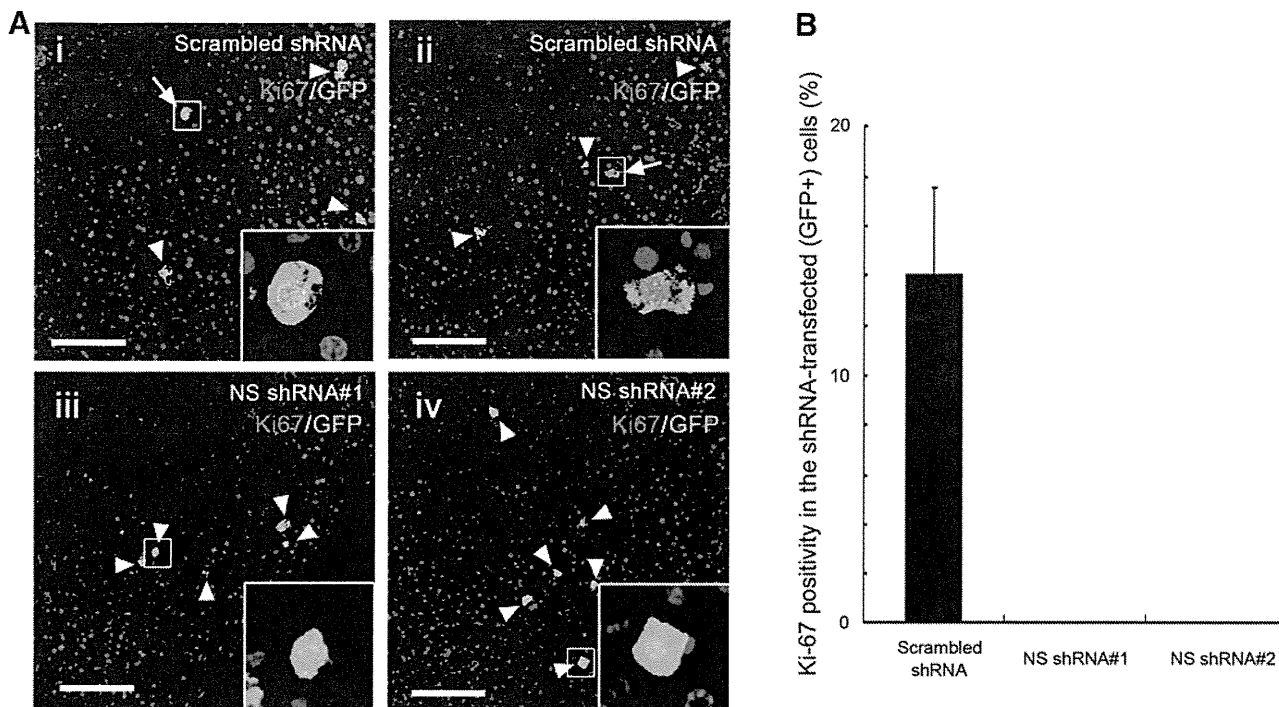 A
i
Scrambled shRNA
Ki67/GFP
ii
Scrambled shRNA
Ki67/GFP
iii
NS shRNA#1
Ki67/GFP
iv
NS shRNA#2
Ki67/GFP
B
Ki-67 positivity in the shRNA-transfected (GFP+) cells (%)
20
10
0
Scrambled
shRNA
NS shRNA#1
NS shRNA#2